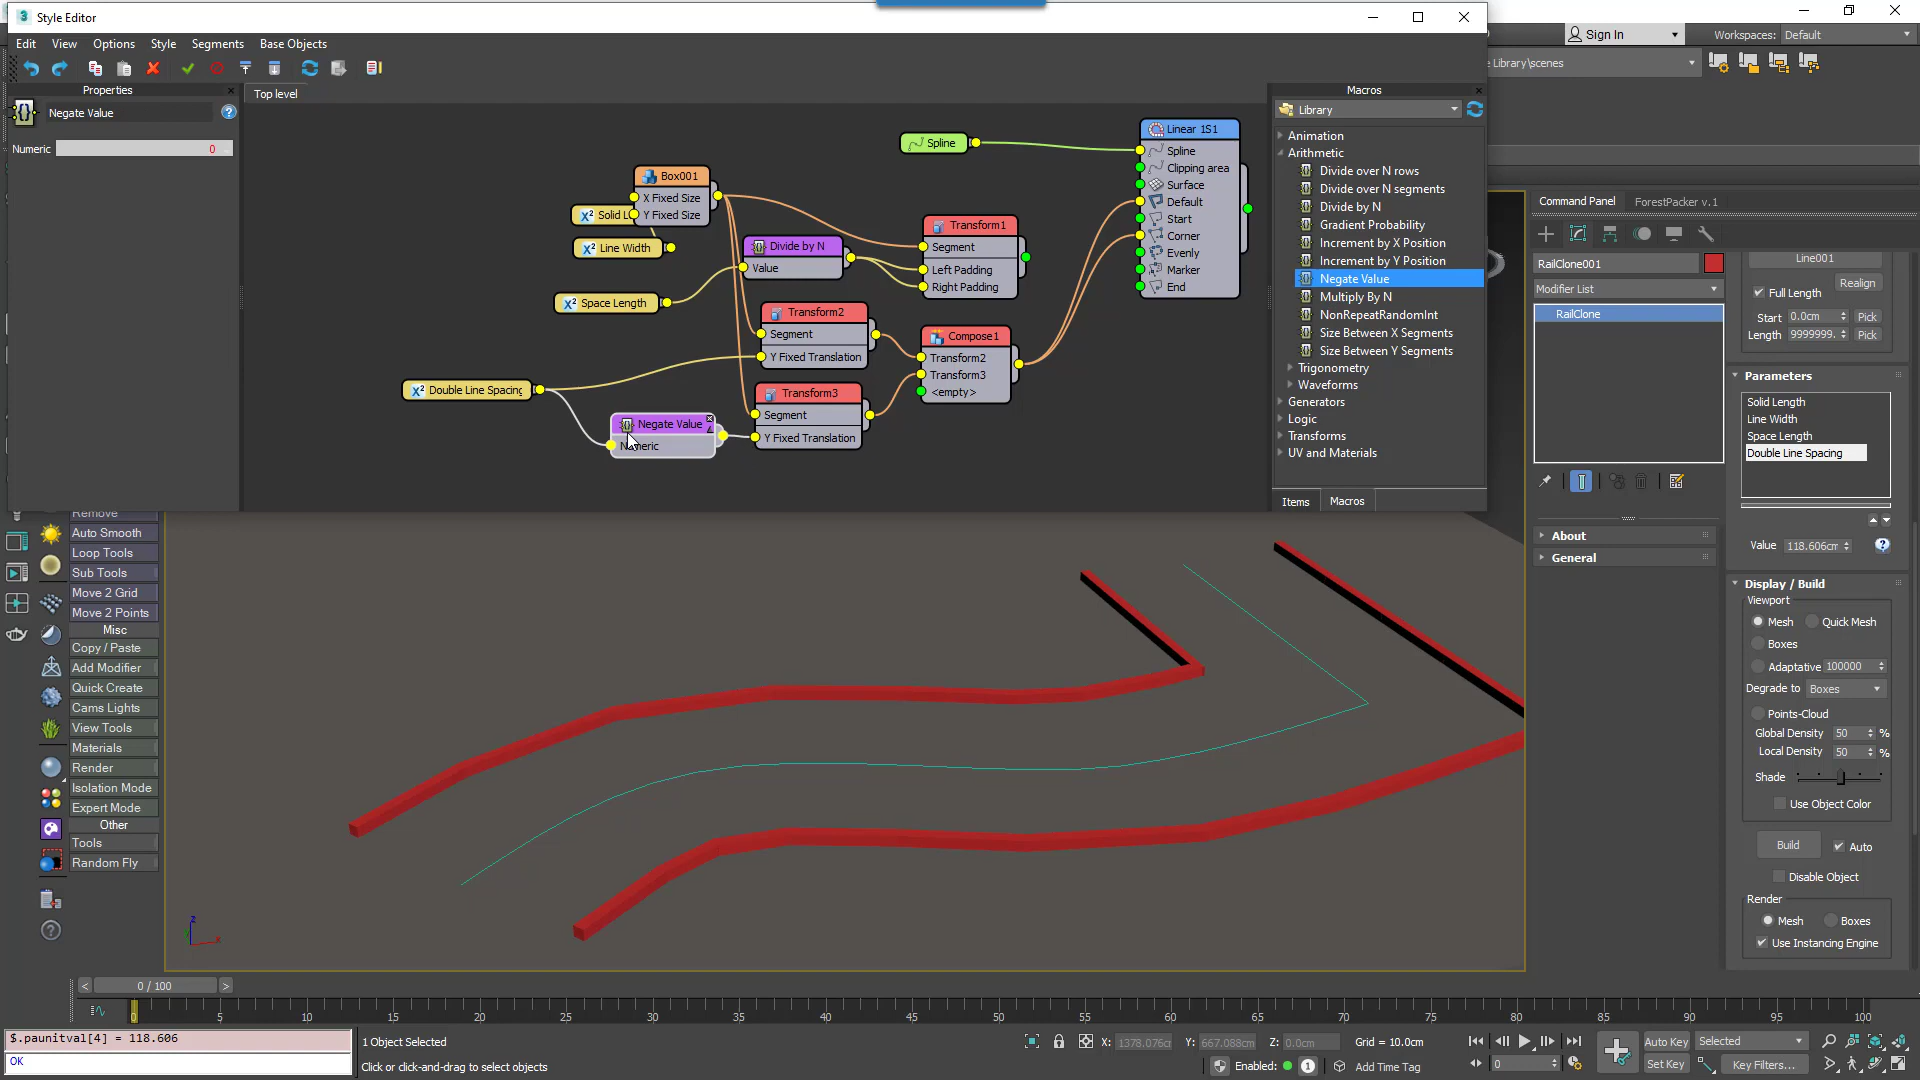 Style Editor
Edit View Options Style Segments Base Objects
Properties
Negate Value
Numeric 0
Top level
Spline
Box001
X Fixed Size
Y Fixed Size
Line Width
Space Length
Double Line Spacing
Divide by N
Value
Transform1
Segment
Left Padding
Right Padding
Transform2
Segment
Y Fixed Translation
Transform3
Segment
Y Fixed Translation
Negate Value
Numeric
Compose1
Transform2
Transform3
<empty>
Linear 1S1
Spline
Clipping area
Surface
Default
Start
Corner
Evenly
Marker
End
Macros
Library
Animation
Arithmetic
Divide over N rows
Divide over N segments
Divide by N
Gradient Probability
Increment by X Position
Increment by Y Position
Negate Value
Multiply By N
NonRepeatRandomInt
Size Between X Segments
Size Between Y Segments
Trigonometry
Waveforms
Generators
Logic
Transforms
UV and Materials
Items Macros
Sign In
Workspaces: Default
Library\scenes
Command Panel ForestPacker v.1
RailClone001
Modifier List
RailClone
About
General
Line001
Full Length Realign
Start 0.0cm Pick
Length 9999999. Pick
Parameters
Solid Length
Line Width
Space Length
Double Line Spacing
Value 118.606cm
Display / Build
Viewport
Mesh Quick Mesh
Boxes
Adaptative 100000
Degrade to Boxes
Points-Cloud
Global Density 50 %
Local Density 50 %
Shade
Use Object Color
Build Auto
Disable Object
Render
Mesh Boxes
Use Instancing Engine
Remove
Auto Smooth
Loop Tools
Sub Tools
Move 2 Grid
Move 2 Points
Misc
Copy / Paste
Add Modifier
Quick Create
Cams Lights
View Tools
Materials
Render
Isolation Mode
Expert Mode
Other
Tools
Random Fly
z
x
< 0 / 100 >
0 5 10 15 20 25 30 35 40 45 50 55 60 65 70 75 80 85 90 95 100
$.paunitval[4] = 118.606
OK
1 Object Selected
Click or click-and-drag to select objects
X: 1378.076c Y: 667.088cm Z: 0.0cm Grid = 10.0cm
Enabled: 1 Add Time Tag
0
Auto Key Selected
Set Key Key Filters...